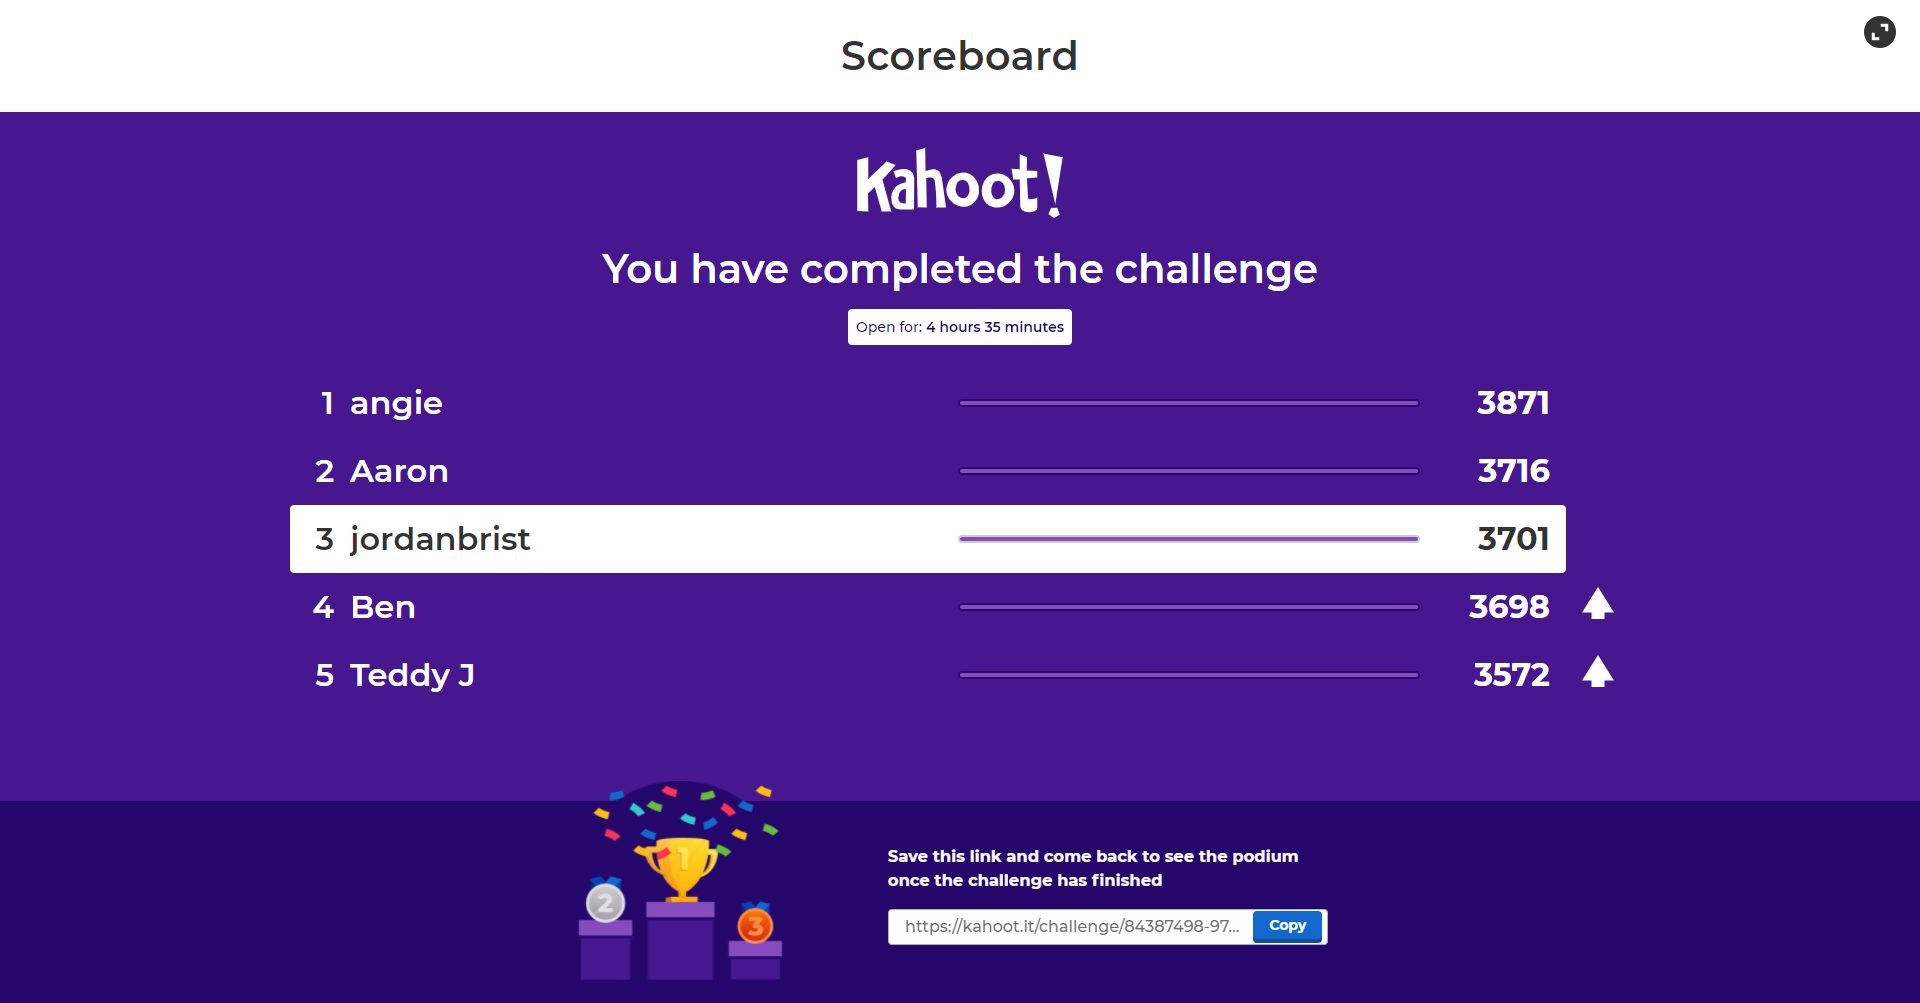 Scoreboard
Kahoot!
You have completed the challenge
Open for: 4 hours 35 minutes
1 angie 3871
2 Aaron 3716
3 jordanbrist 3701
4 Ben 3698
5 Teddy J 3572
1
2
3
Save this link and come back to see the podium
once the challenge has finished
https://kahoot.it/challenge/84387498-97... Copy